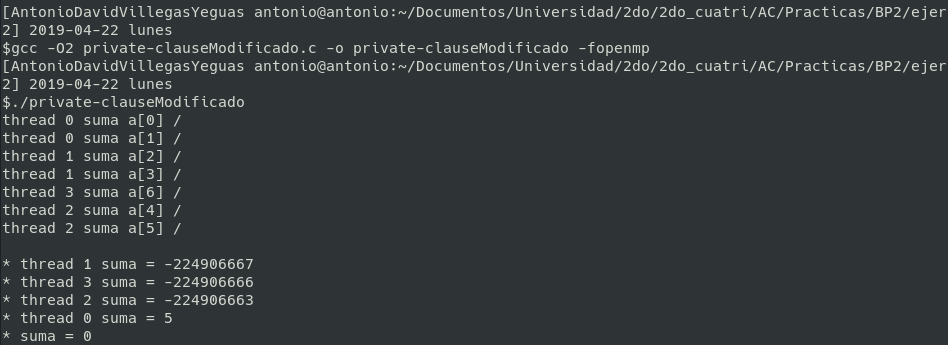 [AntonioDavidVillegasYeguas antonio@antonio:~/Documentos/Universidad/2do/2do_cuatri/AC/Practicas/BP2/ejer
2] 2019-04-22 lunes
$gcc -O2 private-clauseModificado.c -o private-clauseModificado -fopenmp
[AntonioDavidVillegasYeguas antonio@antonio:~/Documentos/Universidad/2do/2do_cuatri/AC/Practicas/BP2/ejer
2] 2019-04-22 lunes
$./private-clauseModificado
thread 0 suma a[0] /
thread 0 suma a[1] /
thread 1 suma a[2] /
thread 1 suma a[3] /
thread 3 suma a[6] /
thread 2 suma a[4] /
thread 2 suma a[5] /
* thread 1 suma = -224906667
* thread 3 suma = -224906666
* thread 2 suma = -224906663
* thread 0 suma = 5
* suma = 0